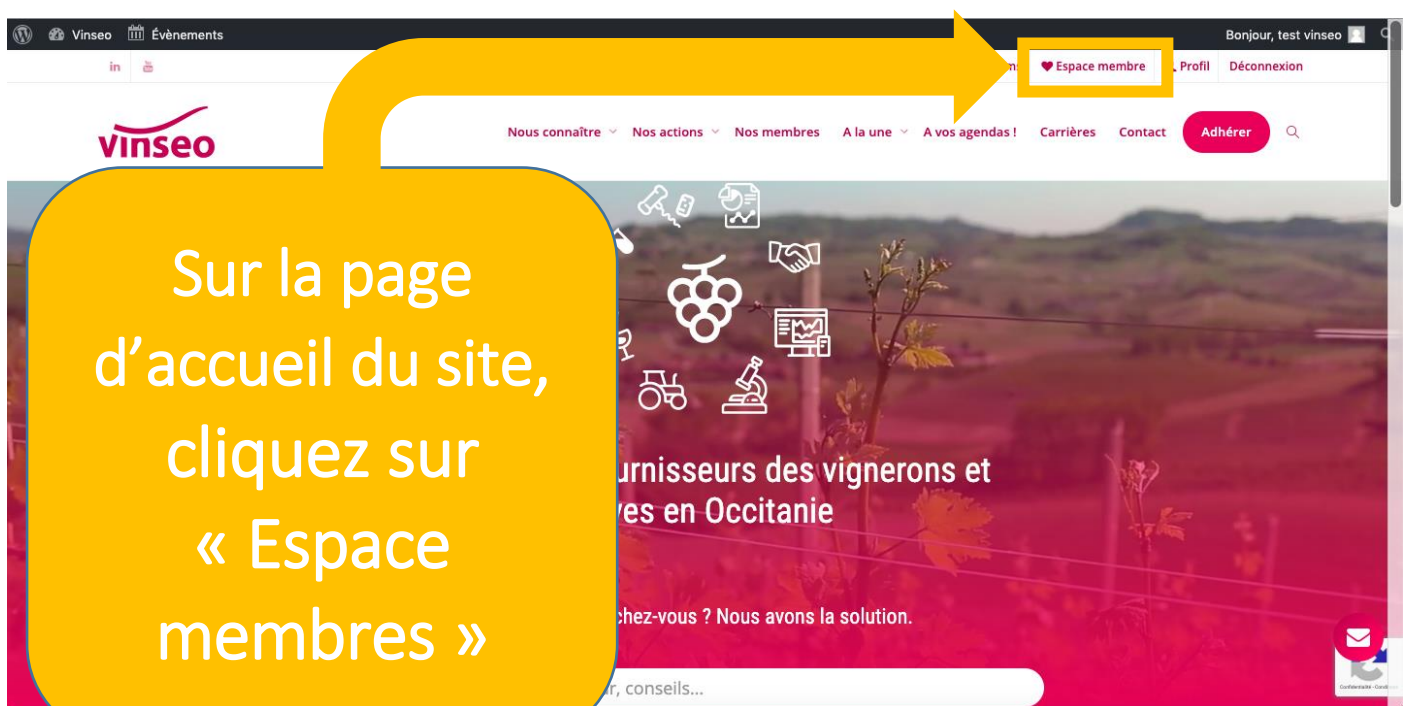 Vinseo Évènements Bonjour, test vinseo
in Espace membre Profil Déconnexion
vinseo
Nous connaître Nos actions Nos membres A la une A vos agendas ! Carrières Contact Adhérer
Sur la page
d’accueil du site,
cliquez sur
« Espace
membres »
urnisseurs des vignerons et
ves en Occitanie
chez-vous ? Nous avons la solution.
r, conseils...